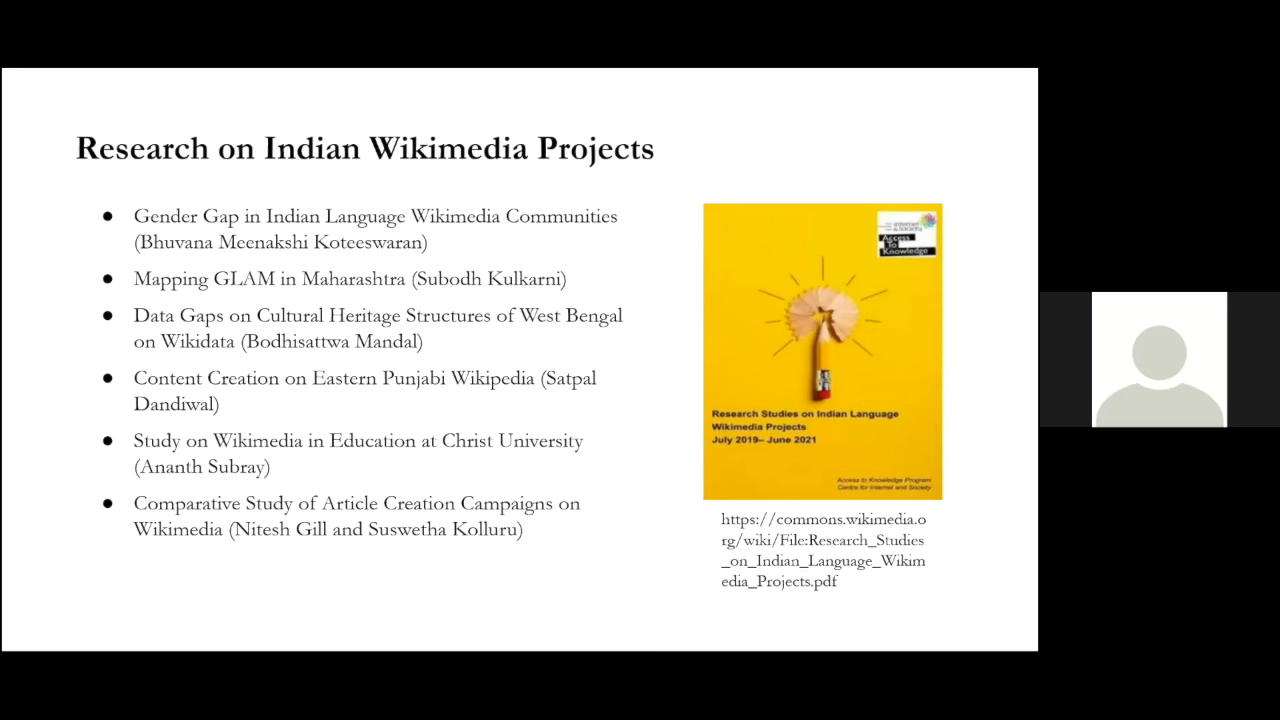 Research on Indian Wikimedia Projects
● Gender Gap in Indian Language Wikimedia Communities
(Bhuvana Meenakshi Koteeswaran)
● Mapping GLAM in Maharashtra (Subodh Kulkarni)
● Data Gaps on Cultural Heritage Structures of West Bengal
on Wikidata (Bodhisattwa Mandal)
● Content Creation on Eastern Punjabi Wikipedia (Satpal
Dandiwal)
● Study on Wikimedia in Education at Christ University
(Ananth Subray)
● Comparative Study of Article Creation Campaigns on
Wikimedia (Nitesh Gill and Suswetha Kolluru)
Access
To
Knowledge
Research Studies on Indian Language
Wikimedia Projects
July 2019– June 2021
Access to Knowledge Program
Centre for Internet and Society
https://commons.wikimedia.o
rg/wiki/File:Research_Studies
_on_Indian_Language_Wikim
edia_Projects.pdf